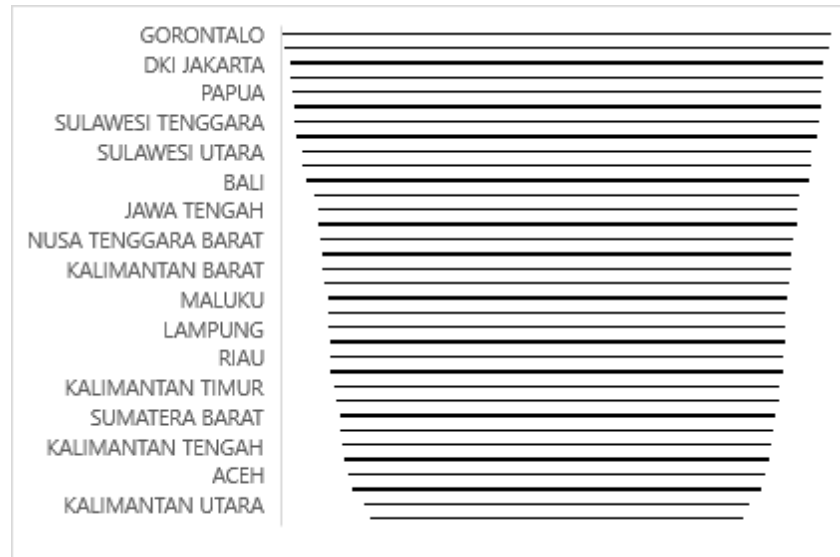 GORONTALO
DKI JAKARTA
PAPUA
SULAWESI TENGGARA
SULAWESI UTARA
BALI
JAWA TENGAH
NUSA TENGGARA BARAT
KALIMANTAN BARAT
MALUKU
LAMPUNG
RIAU
KALIMANTAN TIMUR
SUMATERA BARAT
KALIMANTAN TENGAH
ACEH
KALIMANTAN UTARA